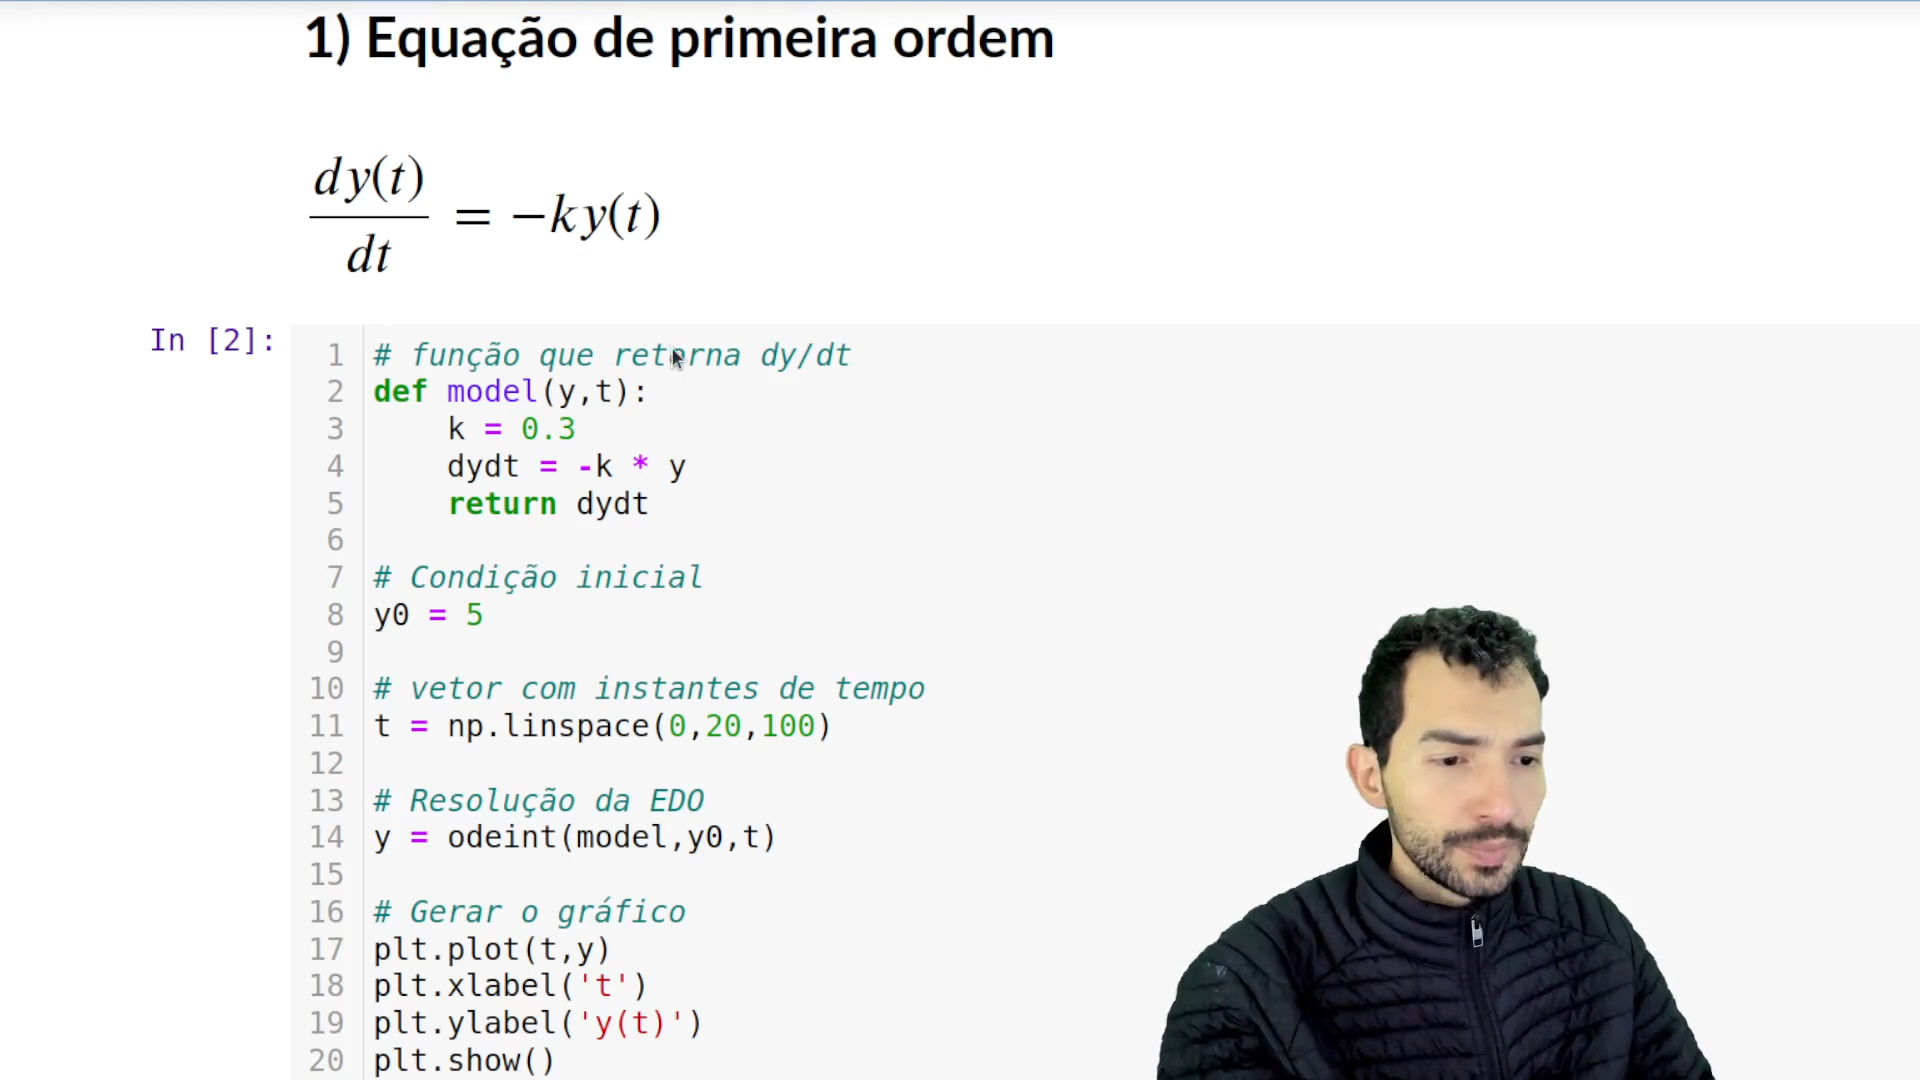 1) Equação de primeira ordem
dy(t)
dt
= −ky(t)
In [2]:
1 # função que retorna dy/dt
2 def model(y,t):
3 k = 0.3
4 dydt = -k * y
5 return dydt
6
7 # Condição inicial
8 y0 = 5
9
10 # vetor com instantes de tempo
11 t = np.linspace(0,20,100)
12
13 # Resolução da EDO
14 y = odeint(model,y0,t)
15
16 # Gerar o gráfico
17 plt.plot(t,y)
18 plt.xlabel('t')
19 plt.ylabel('y(t)')
20 plt.show()